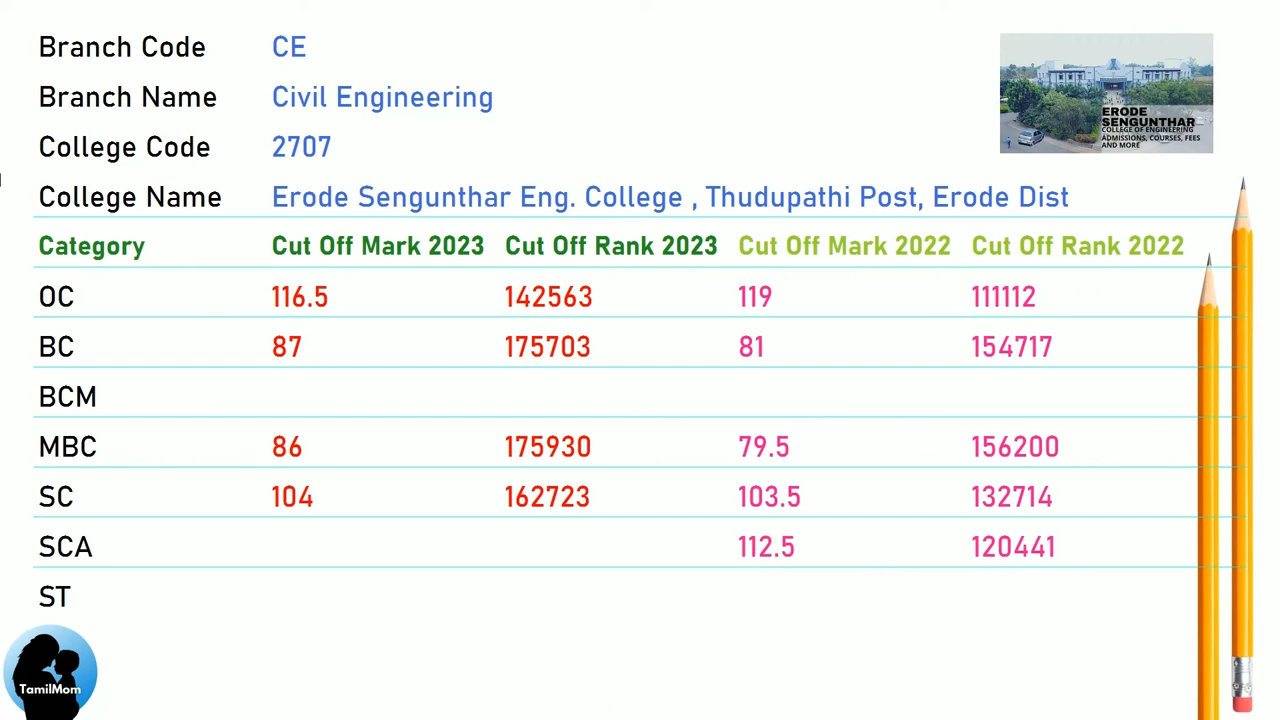 Branch Code CE
Branch Name Civil Engineering
College Code 2707
College Name Erode Sengunthar Eng. College , Thudupathi Post, Erode Dist
ERODE
SENGUNTHAR
COLLEGE OF ENGINEERING
ADMISSIONS, COURSES, FEES
AND MORE
Category Cut Off Mark 2023 Cut Off Rank 2023 Cut Off Mark 2022 Cut Off Rank 2022
OC 116.5 142563 119 111112
BC 87 175703 81 154717
BCM
MBC 86 175930 79.5 156200
SC 104 162723 103.5 132714
SCA 112.5 120441
ST
TamilMom